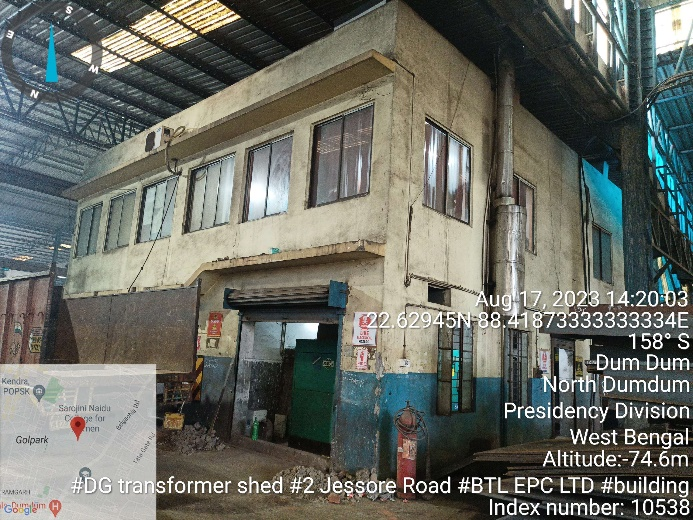 E
S
W
N
Aug 17, 2023 14:20:03
22.62945N 88.41873333333334E
158° S
Dum Dum
North Dumdum
Presidency Division
West Bengal
Altitude:-74.6m
#DG transformer shed #2 Jessore Road #BTL EPC LTD #building
Index number: 10538
Kendra,
POPSK
Sarojini Naidu
College for
men
Golpark
Google